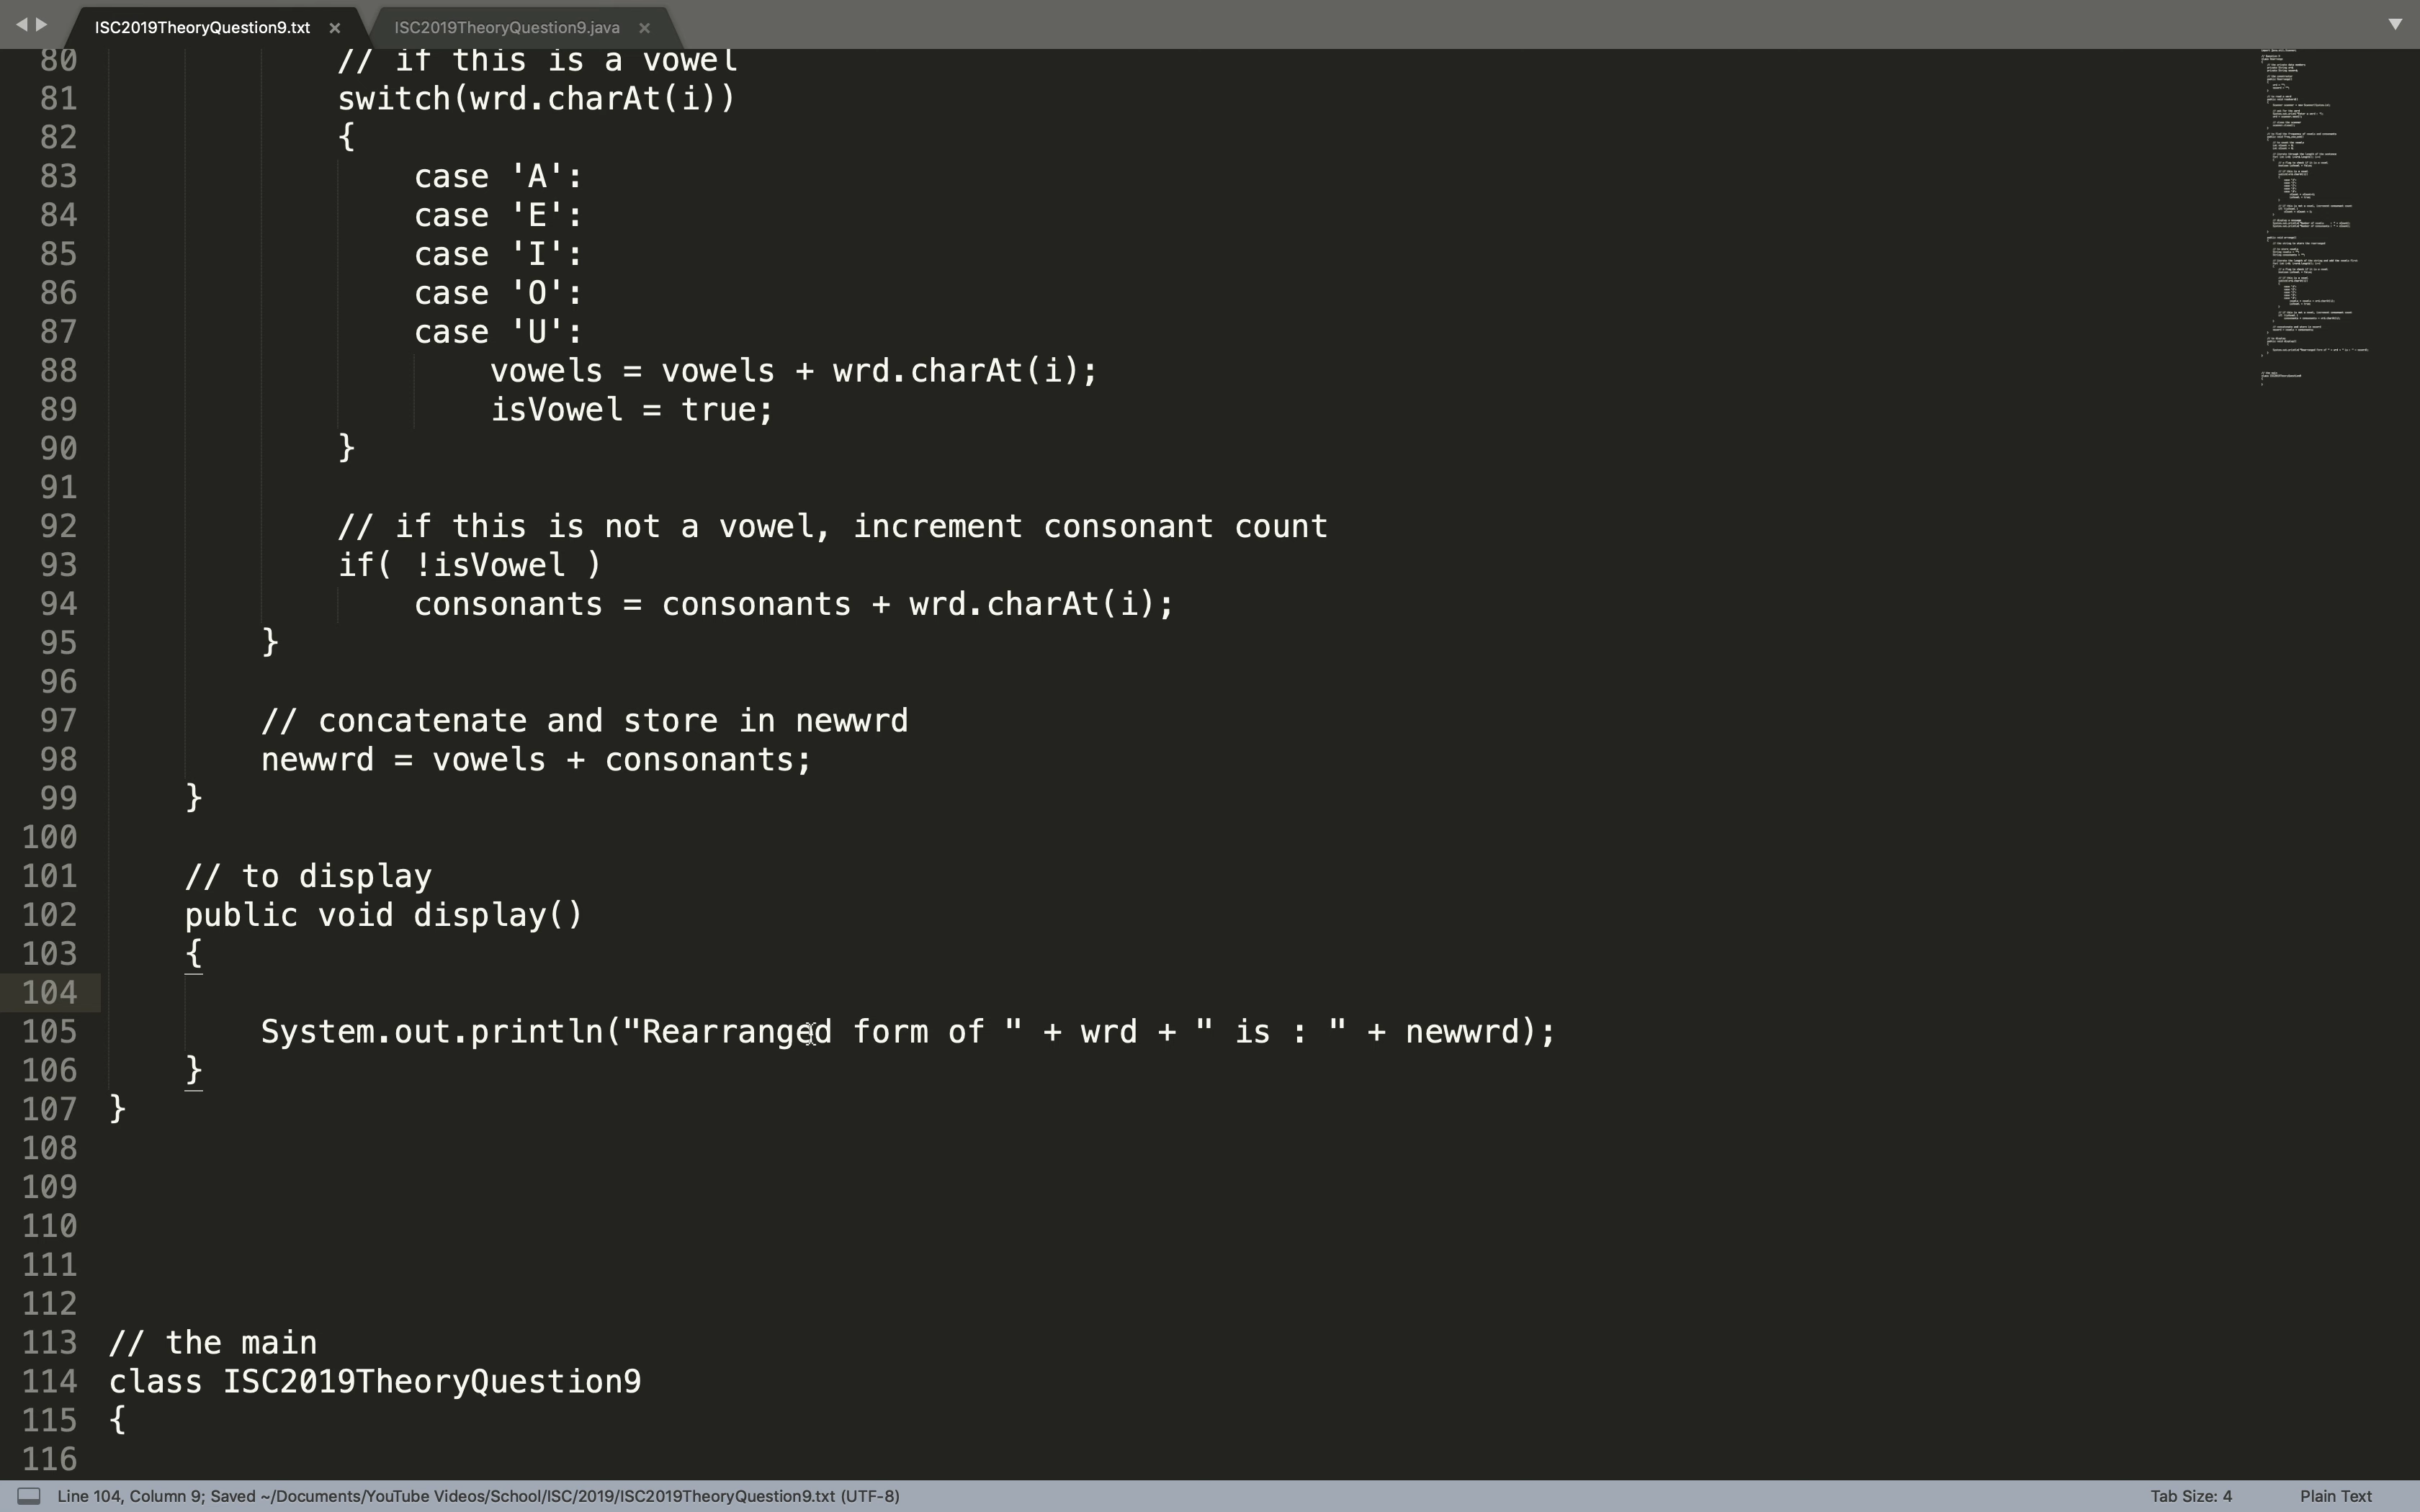 ISC2019TheoryQuestion9.txt × ISC2019TheoryQuestion9.java ×
80 // if this is a vowel
81 switch(wrd.charAt(i))
82 {
83 case 'A':
84 case 'E':
85 case 'I':
86 case 'O':
87 case 'U':
88 vowels = vowels + wrd.charAt(i);
89 isVowel = true;
90 }
91
92 // if this is not a vowel, increment consonant count
93 if( !isVowel )
94 consonants = consonants + wrd.charAt(i);
95 }
96
97 // concatenate and store in newwrd
98 newwrd = vowels + consonants;
99 }
100
101 // to display
102 public void display()
103 {
104
105 System.out.println("Rearranged form of " + wrd + " is : " + newwrd);
106 }
107 }
108
109
110
111
112
113 // the main
114 class ISC2019TheoryQuestion9
115 {
116
Line 104, Column 9; Saved ~/Documents/YouTube Videos/School/ISC/2019/ISC2019TheoryQuestion9.txt (UTF-8) Tab Size: 4 Plain Text